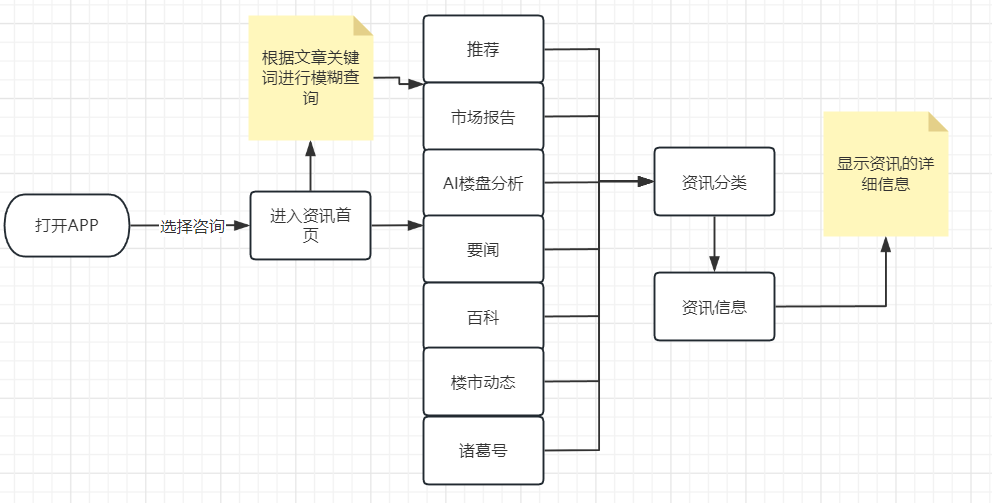 打开APP
选择咨询
进入资讯首
页
根据文章关键
词进行模糊查
询
推荐
市场报告
AI楼盘分析
要闻
百科
楼市动态
诸葛号
资讯分类
资讯信息
显示资讯的详
细信息